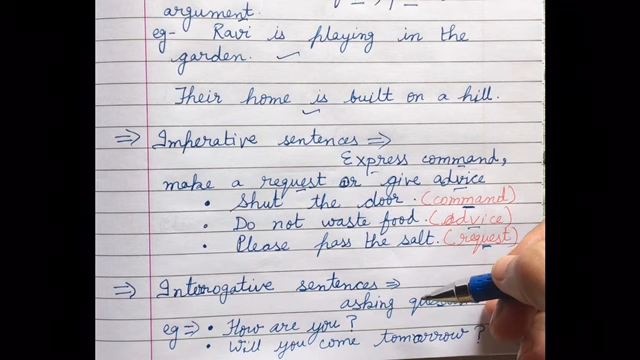 argument.
eg- Ravi is playing in the
garden.
Their home is built on a hill.
⇒ Imperative sentences ⇒
Express command,
make a request or give advice
• Shut the door. (command)
• Do not waste food. (advice)
• Please pass the salt. (request)
⇒ Interrogative sentences ⇒
asking
eg ⇒ • How are you?
• Will you come tomarrow?